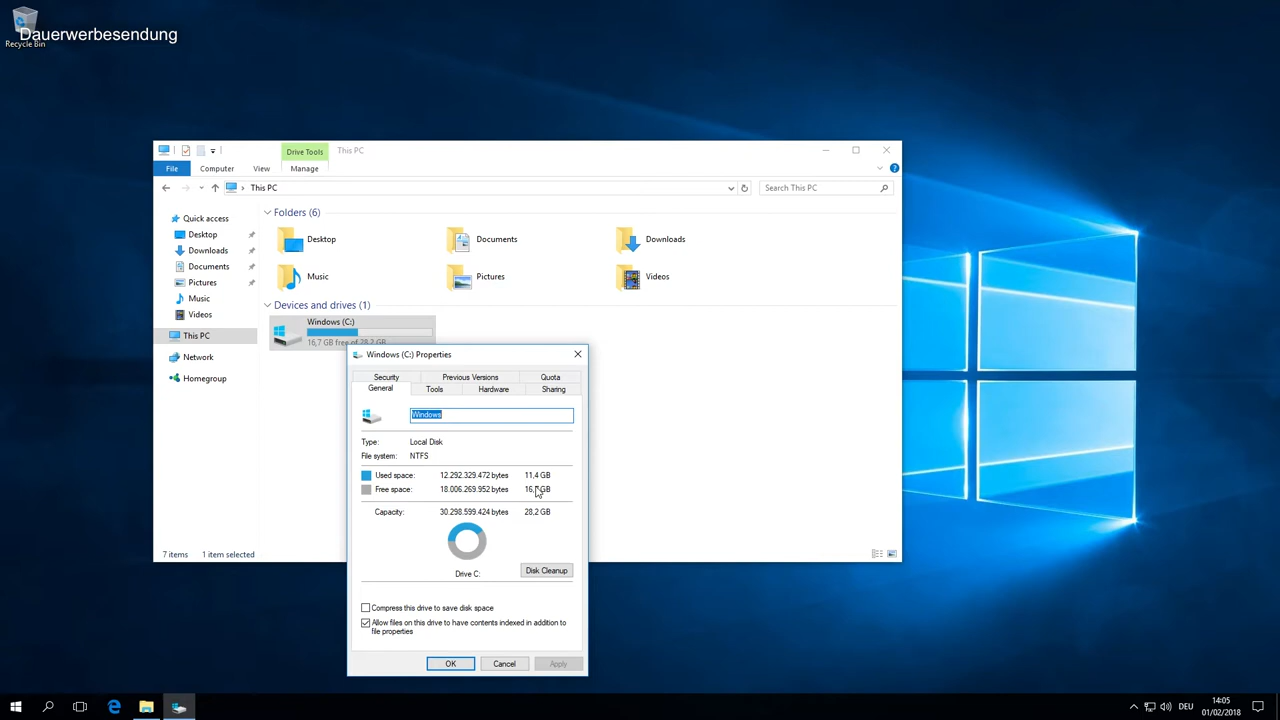 Dauerwerbesendung
Recycle Bin
Drive Tools
This PC
File
Computer
View
Manage
This PC
Search This PC
Quick access
Desktop
Downloads
Documents
Pictures
Music
Videos
This PC
Network
Homegroup
Folders (6)
Desktop
Documents
Downloads
Music
Pictures
Videos
Devices and drives (1)
Windows (C:)
16,7 GB free of 28,2 GB
7 items
1 item selected
Windows (C:) Properties
Security
Previous Versions
Quota
General
Tools
Hardware
Sharing
Windows
Type: Local Disk
File system: NTFS
Used space: 12.292.329.472 bytes 11,4 GB
Free space: 18.006.269.952 bytes GB
Capacity: 30.298.599.424 bytes 28,2 GB
Drive C:
Disk Cleanup
Compress this drive to save disk space
Allow files on this drive to have contents indexed in addition to
file properties
OK
Cancel
Apply
DEU
14:05
01/02/2018